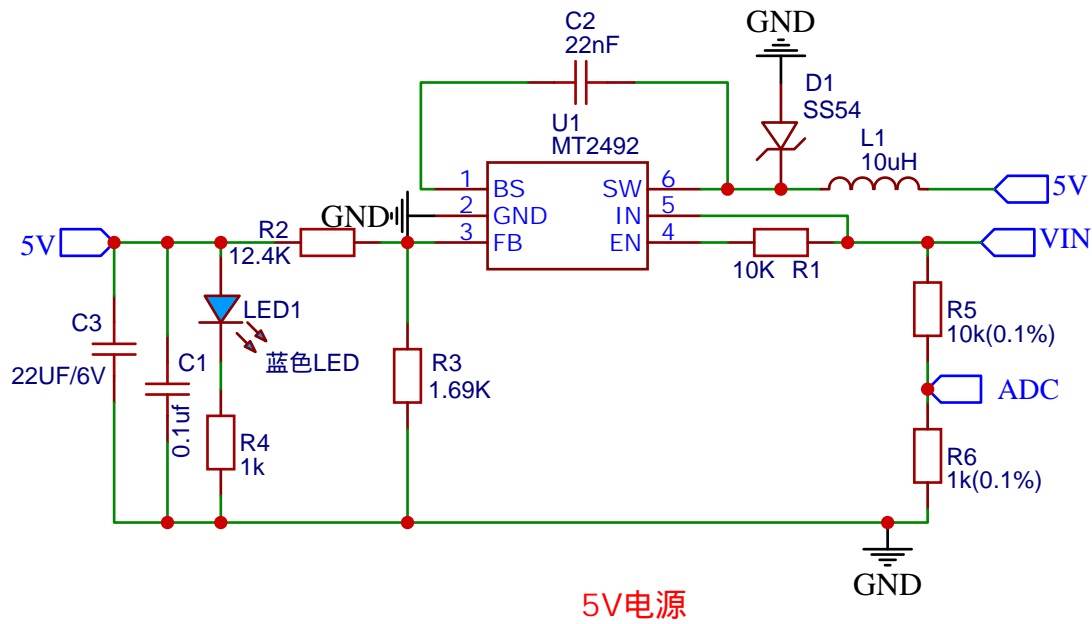 GND
C2
22nF
D1
SS54
U1
MT2492
L1
10uH
1 BS SW 6
5V
GND 2 GND IN 5
5V
R2
12.4K
3 FB EN 4
VIN
10K R1
LED1
蓝色LED
C3
22UF/6V
C1
0.1uf
R3
1.69K
R5
10k(0.1%)
ADC
R4
1k
R6
1k(0.1%)
GND
5V电源